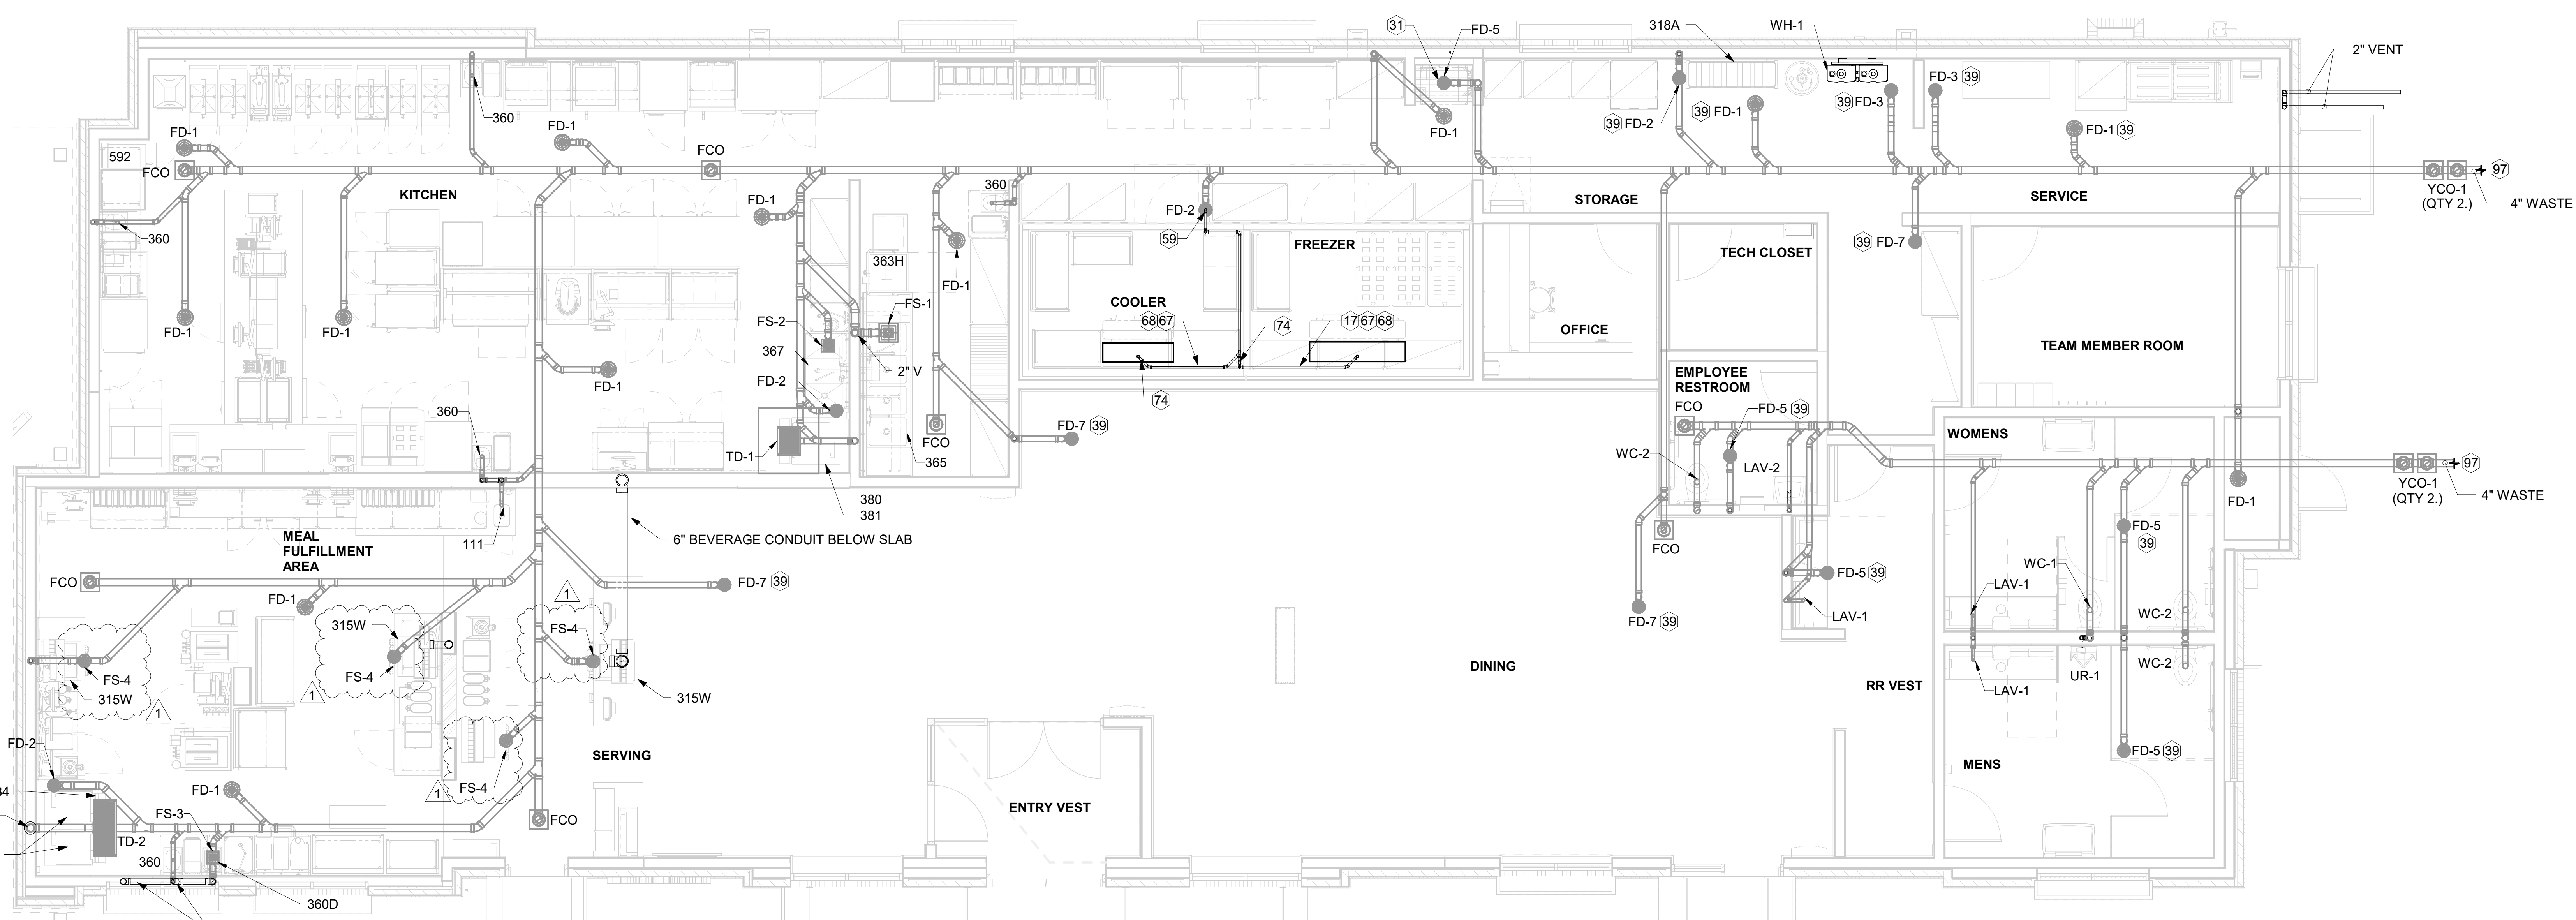 31
FD-5
318A
WH-1
2" VENT
FD-1
360
FD-1
FD-1
39 FD-2
39 FD-1
39 FD-3
FD-3 39
FD-1 39
592
FCO
FCO
97
KITCHEN
360
STORAGE
SERVICE
YCO-1
(QTY 2.)
4" WASTE
360
FD-1
FD-2
59
FREEZER
39 FD-7
TECH CLOSET
363H
FD-1
COOLER
FS-1
FD-1
FD-1
FS-2
68 67
74
17 67 68
OFFICE
TEAM MEMBER ROOM
367
2" V
FD-1
FD-2
74
EMPLOYEE
RESTROOM
FCO
FD-5 39
360
FCO
FD-7 39
WOMENS
TD-1
365
WC-2
LAV-2
97
YCO-1
(QTY 2.)
4" WASTE
FD-1
380
381
111
6" BEVERAGE CONDUIT BELOW SLAB
MEAL
FULFILLMENT
AREA
FCO
FD-5
39
FCO
FD-7 39
FD-5 39
WC-1
LAV-1
1
FD-1
315W
FS-4
FD-7 39
LAV-1
WC-2
FS-4
FS-4
315W
1
1
315W
DINING
RR VEST
LAV-1
UR-1
WC-2
FD-2
SERVING
FD-5 39
MENS
FS-4
1
FD-1
34
FS-3
FCO
ENTRY VEST
TD-2
360
360D